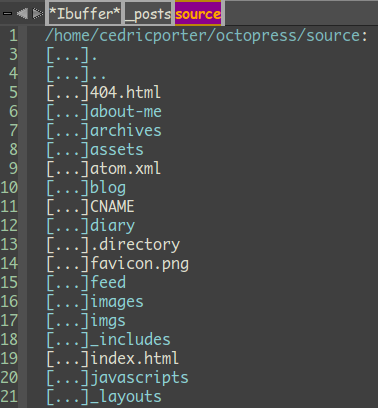 *Ibuffer* _posts source
1 /home/cedricporter/octopress/source:
3 [...].
4 [...]..
5 [...]404.html
6 [...]about-me
7 [...]archives
8 [...]assets
9 [...]atom.xml
10 [...]blog
11 [...]CNAME
12 [...]diary
13 [...].directory
14 [...]favicon.png
15 [...]feed
16 [...]images
17 [...]imgs
18 [...]_includes
19 [...]index.html
20 [...]javascripts
21 [...]_layouts